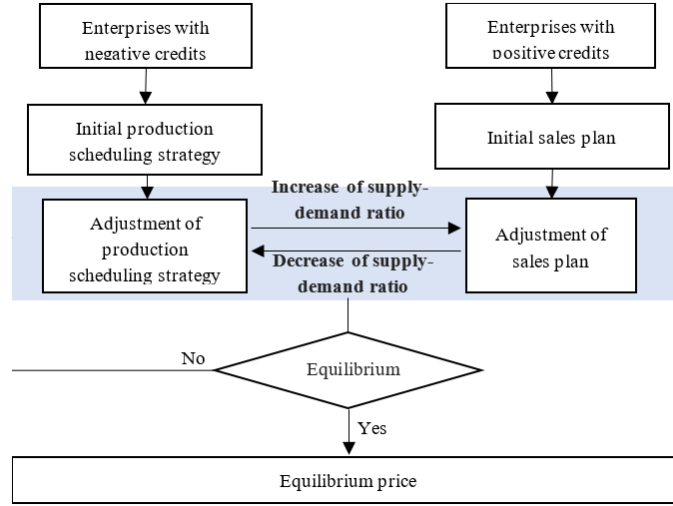 Enterprises with
negative credits
Enterprises with
positive credits
Initial production
scheduling strategy
Initial sales plan
Increase of supply-
demand ratio
Adjustment of
production
scheduling strategy
Adjustment of
sales plan
Decrease of supply-
demand ratio
No
Equilibrium
Yes
Equilibrium price